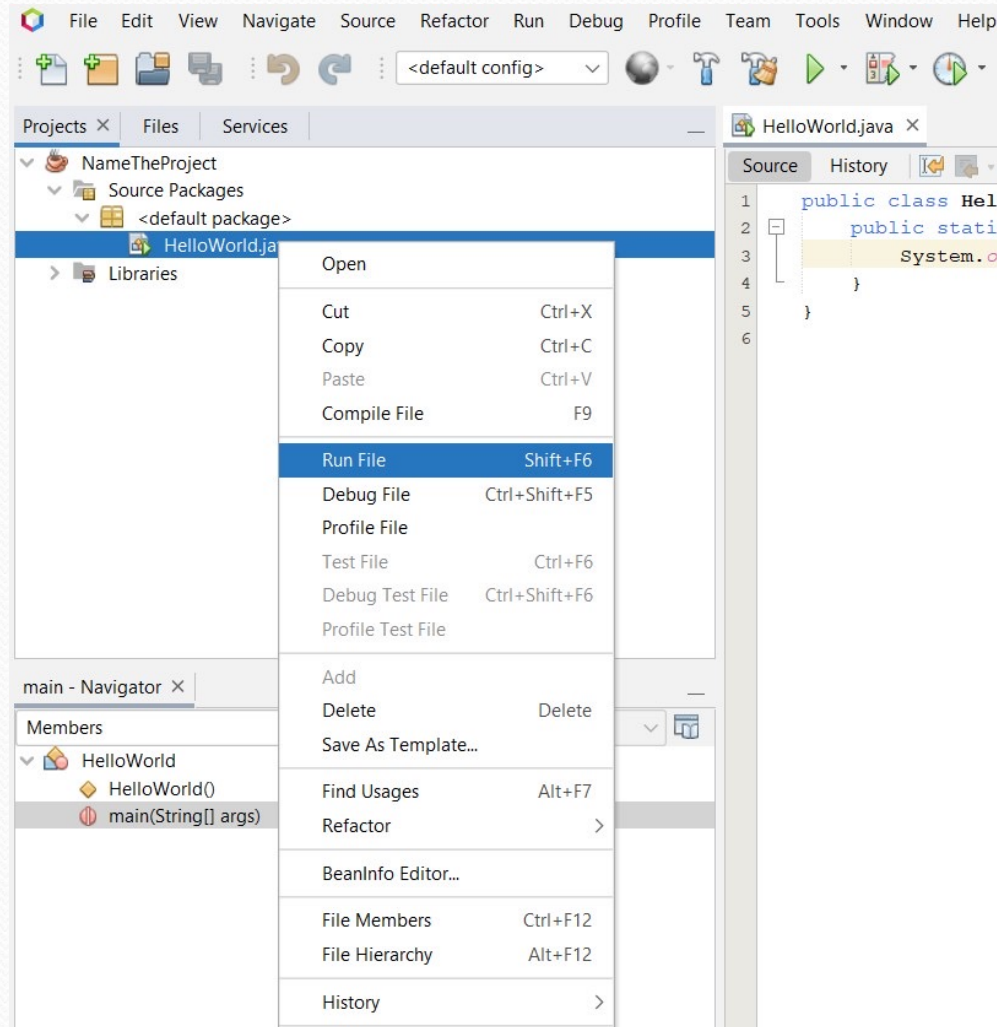 File Edit View Navigate Source Refactor Run Debug Profile Team Tools Window Help
<default config>
Projects Files Services
NameTheProject
Source Packages
<default package>
HelloWorld.ja
Libraries
HelloWorld.java
Source History
1 public class Hel
2 public stati
3 System.o
4 }
5 }
6
Open
Cut Ctrl+X
Copy Ctrl+C
Paste Ctrl+V
Compile File F9
Run File Shift+F6
Debug File Ctrl+Shift+F5
Profile File
Test File Ctrl+F6
Debug Test File Ctrl+Shift+F6
Profile Test File
Add
Delete Delete
Save As Template...
Find Usages Alt+F7
Refactor
BeanInfo Editor...
File Members Ctrl+F12
File Hierarchy Alt+F12
History
main - Navigator
Members
HelloWorld
HelloWorld()
main(String[] args)